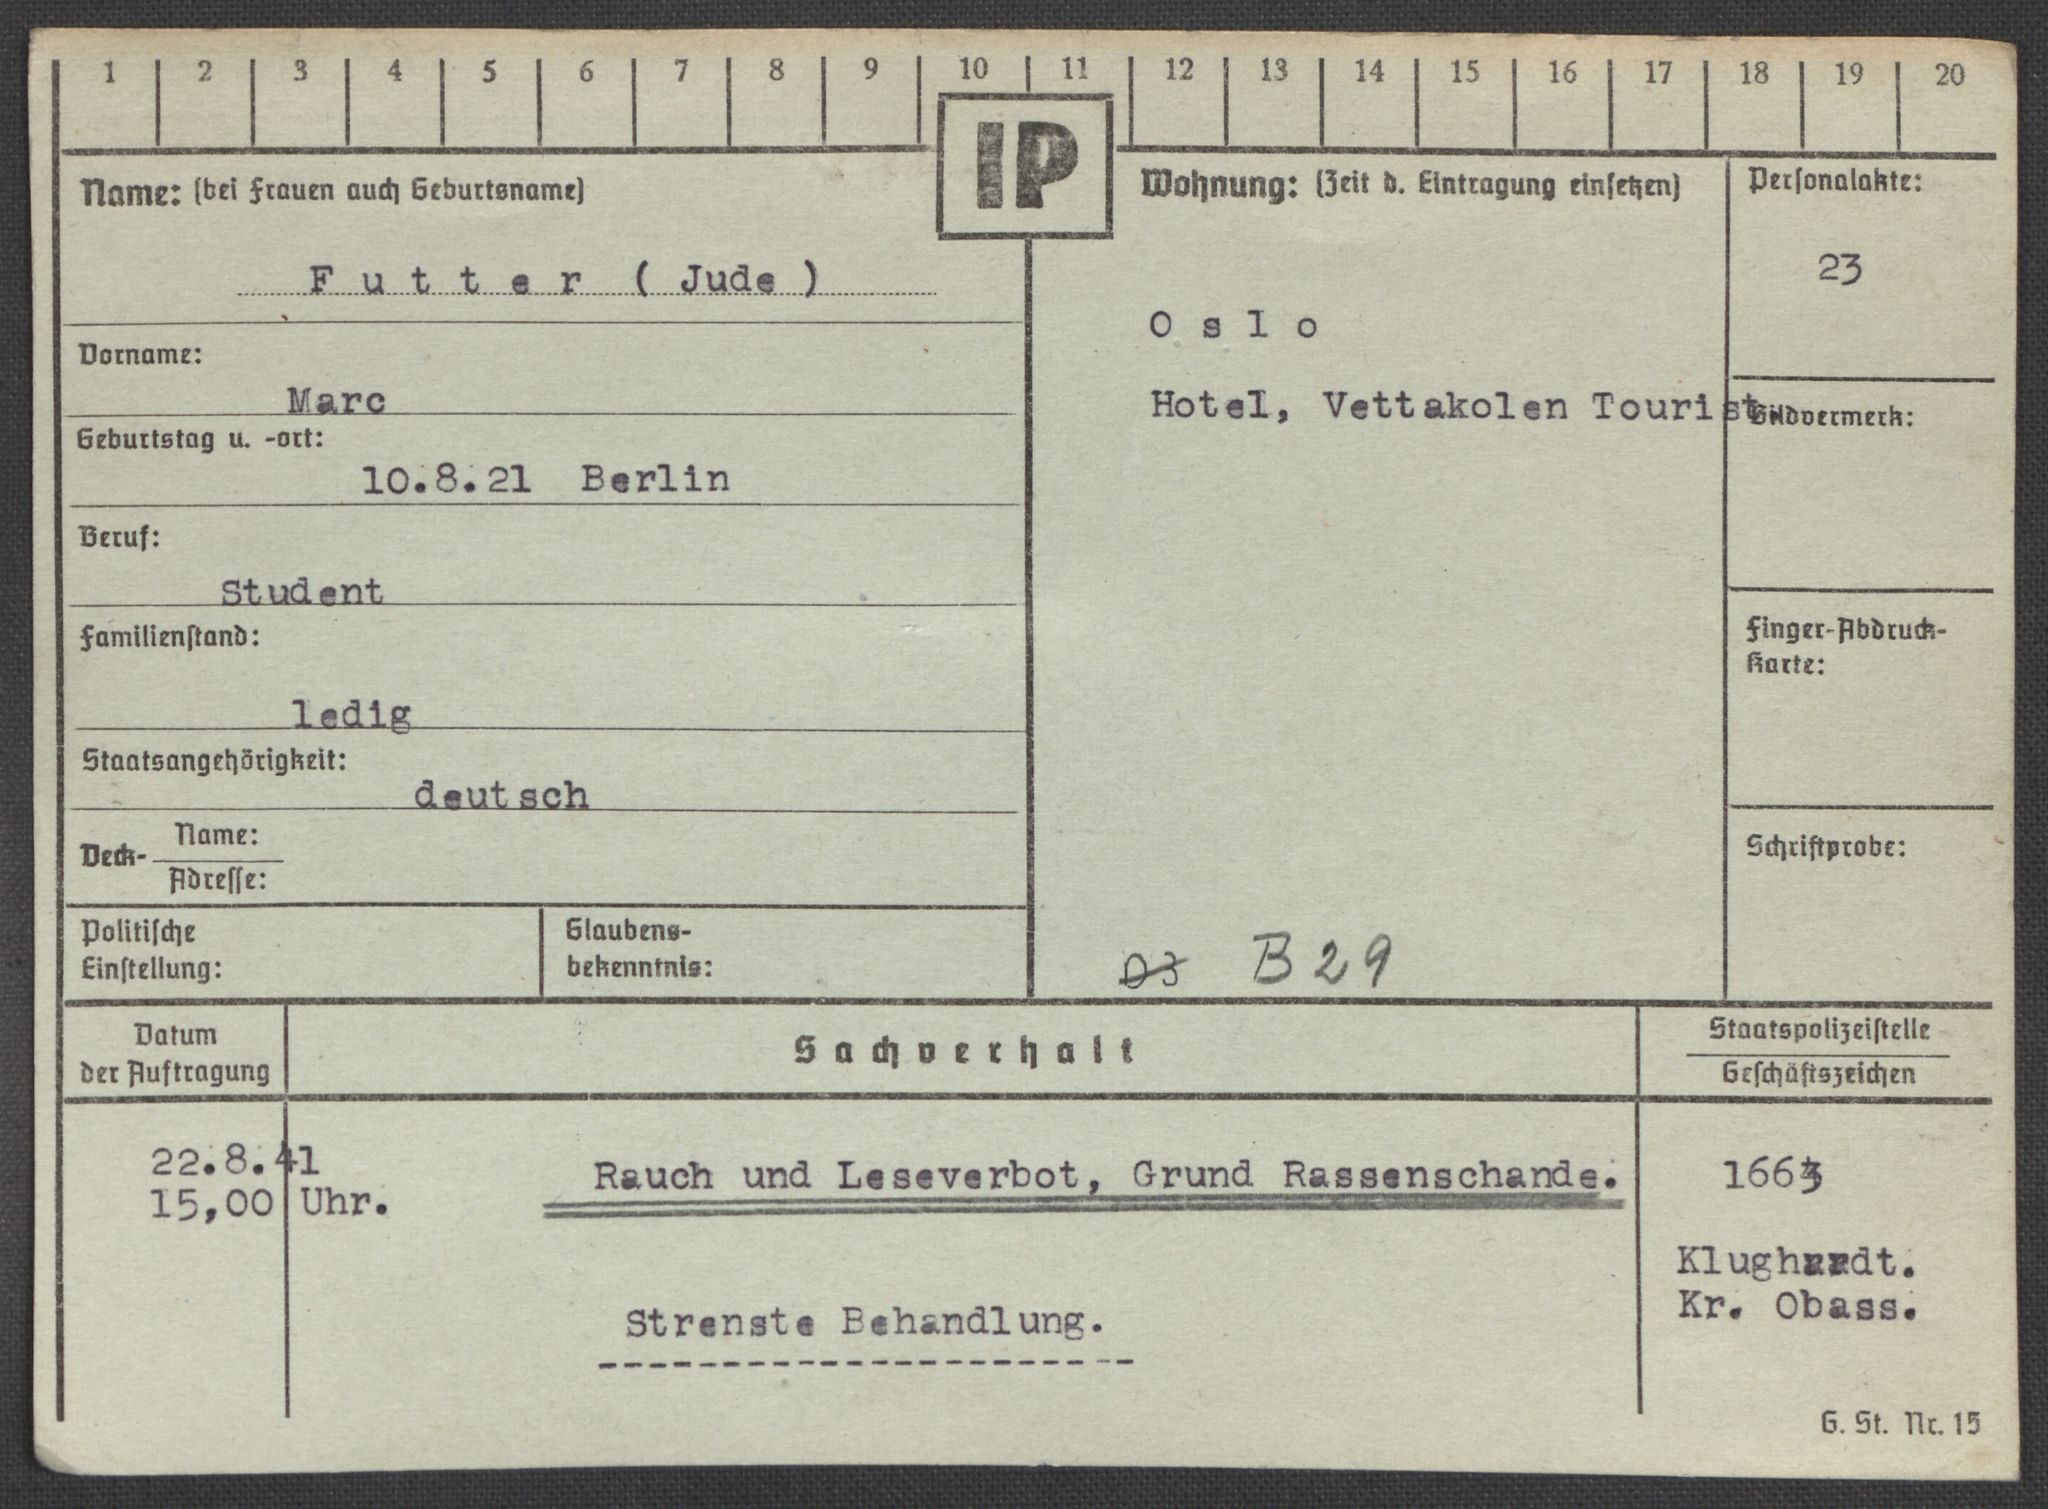 1 2 3 4 5 6 7 8 9 10 11 12 13 14 15 16 17 18 19 20
IP
Name: (bei Frauen auch Geburtsname)
F u t t e r ( Jude )
Vorname:
Marc
Geburtstag u. -ort:
10.8.21 Berlin
Beruf:
Student
Familienstand:
ledig
Staatsangehörigkeit:
deutsch
Deck-
Name:
Adresse:
Politische
Einstellung:
Glaubens-
bekenntnis:
Wohnung: (Zeit d. Eintragung einsetzen)
O s l o
Hotel, Vettakolen Tourist.
B 29
Personalakte:
23
Bildvermerk:
Finger-Abdruck-
Karte:
Schriftprobe:
Datum
der Auftragung
Sachverhalt
Staatspolizeistelle
Geschäftszeichen
22.8.41
15,00 Uhr.
Rauch und Leseverbot, Grund Rassenschande.
Strenste Behandlung.
1663
Klughardt.
Kr. Obass.
G. St. Nr. 15